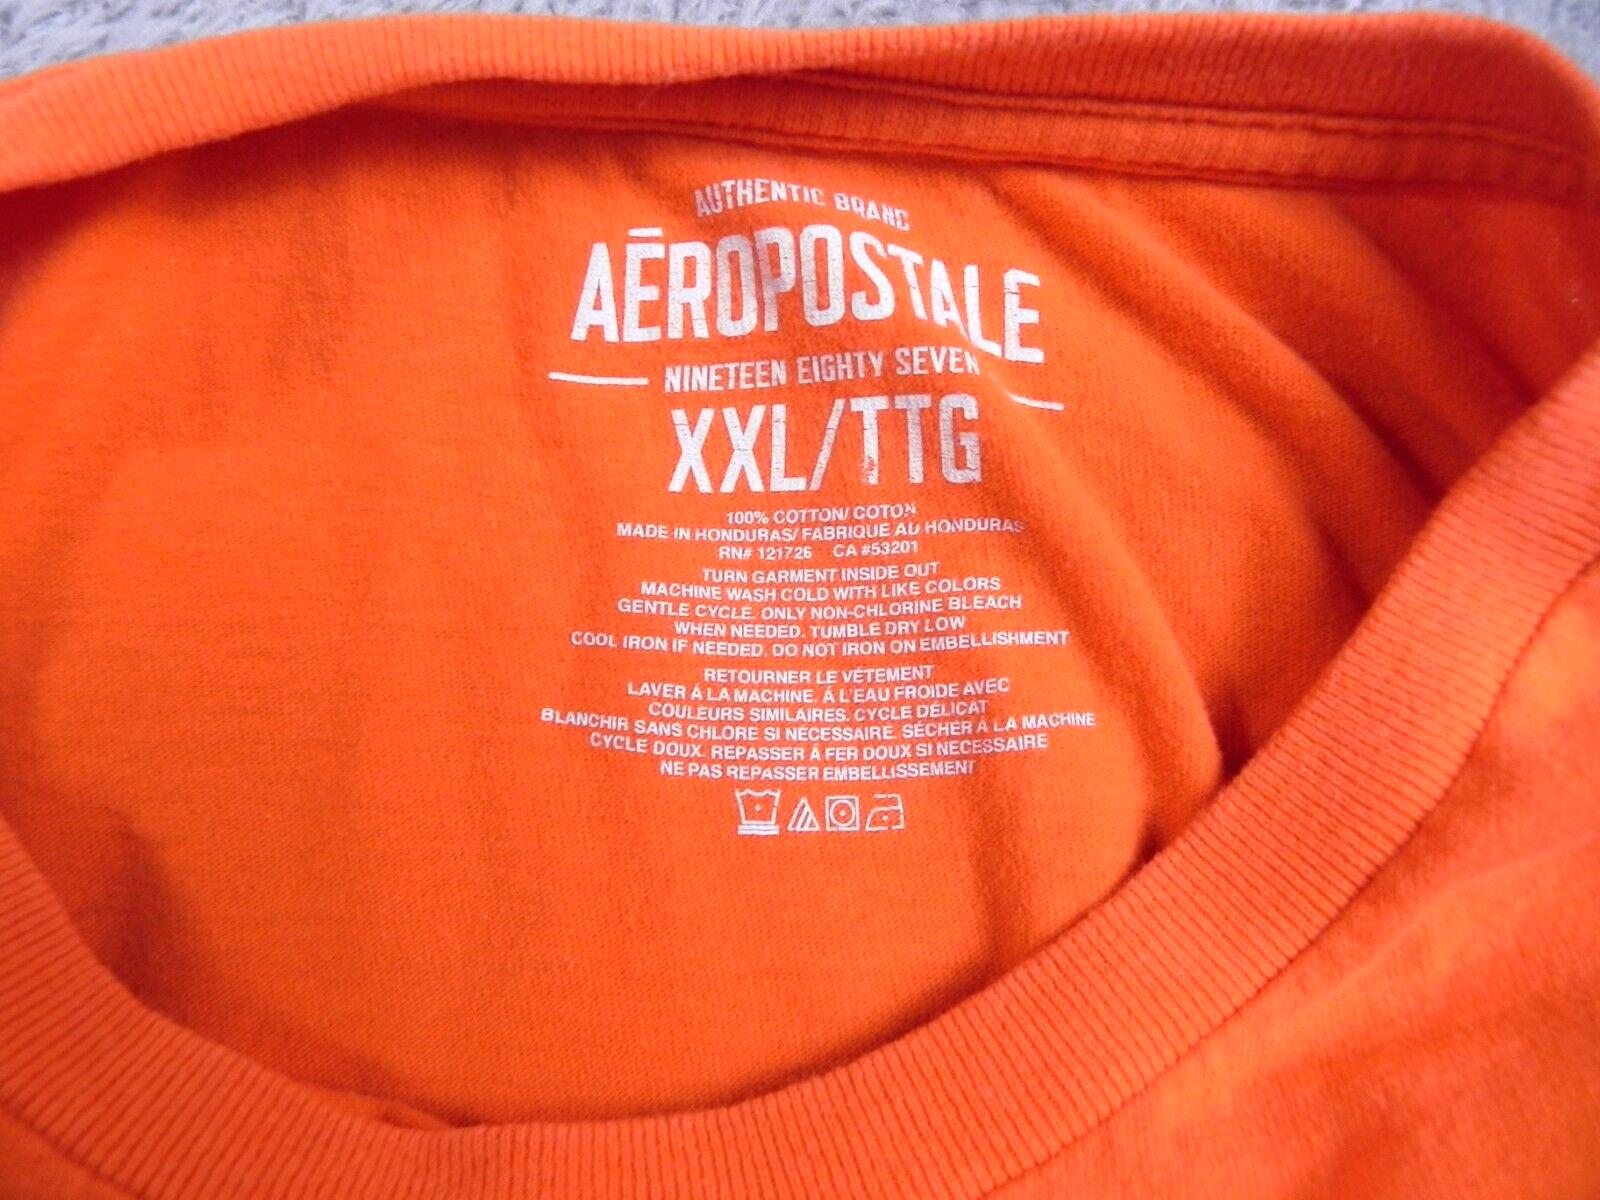 AUTHENTIC BRAND
AĒROPOSTALE
NINETEEN EIGHTY SEVEN
XXL/TTG
100% COTTON/ COTON
MADE IN HONDURAS/ FABRIQUE AU HONDURAS
RN# 121726 CA #53201
TURN GARMENT INSIDE OUT
MACHINE WASH COLD WITH LIKE COLORS
GENTLE CYCLE. ONLY NON-CHLORINE BLEACH
WHEN NEEDED. TUMBLE DRY LOW
COOL IRON IF NEEDED. DO NOT IRON ON EMBELLISHMENT
RETOURNER LE VÉTEMENT
LAVER Á LA MACHINE. Á L'EAU FROIDE AVEC
COULEURS SIMILAIRES. CYCLE DÉLICAT
BLANCHIR SANS CHLORE SI NÉCESSAIRE. SÉCHER Á LA MACHINE
CYCLE DOUX. REPASSER Á FER DOUX SI NECESSAIRE
NE PAS REPASSER EMBELLISSEMENT